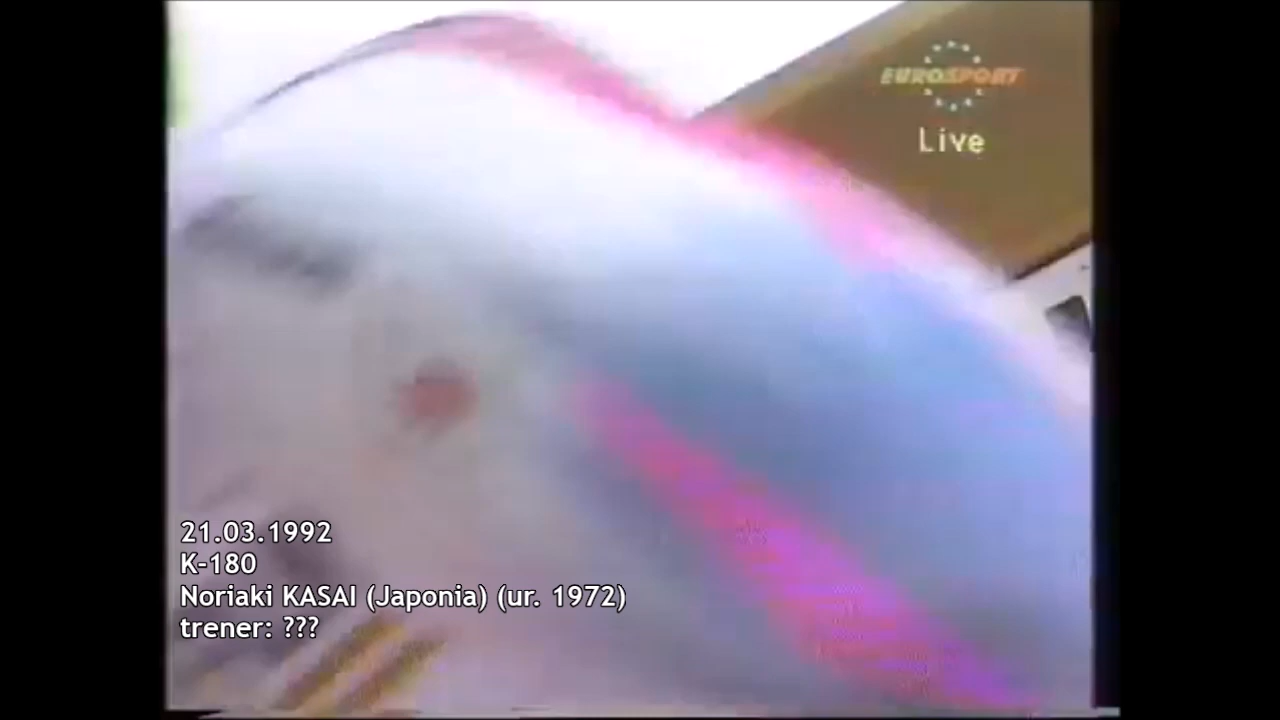 EUROSPORT
Live
21.03.1992
K-180
Noriaki KASAI (Japonia) (ur. 1972)
trener: ???